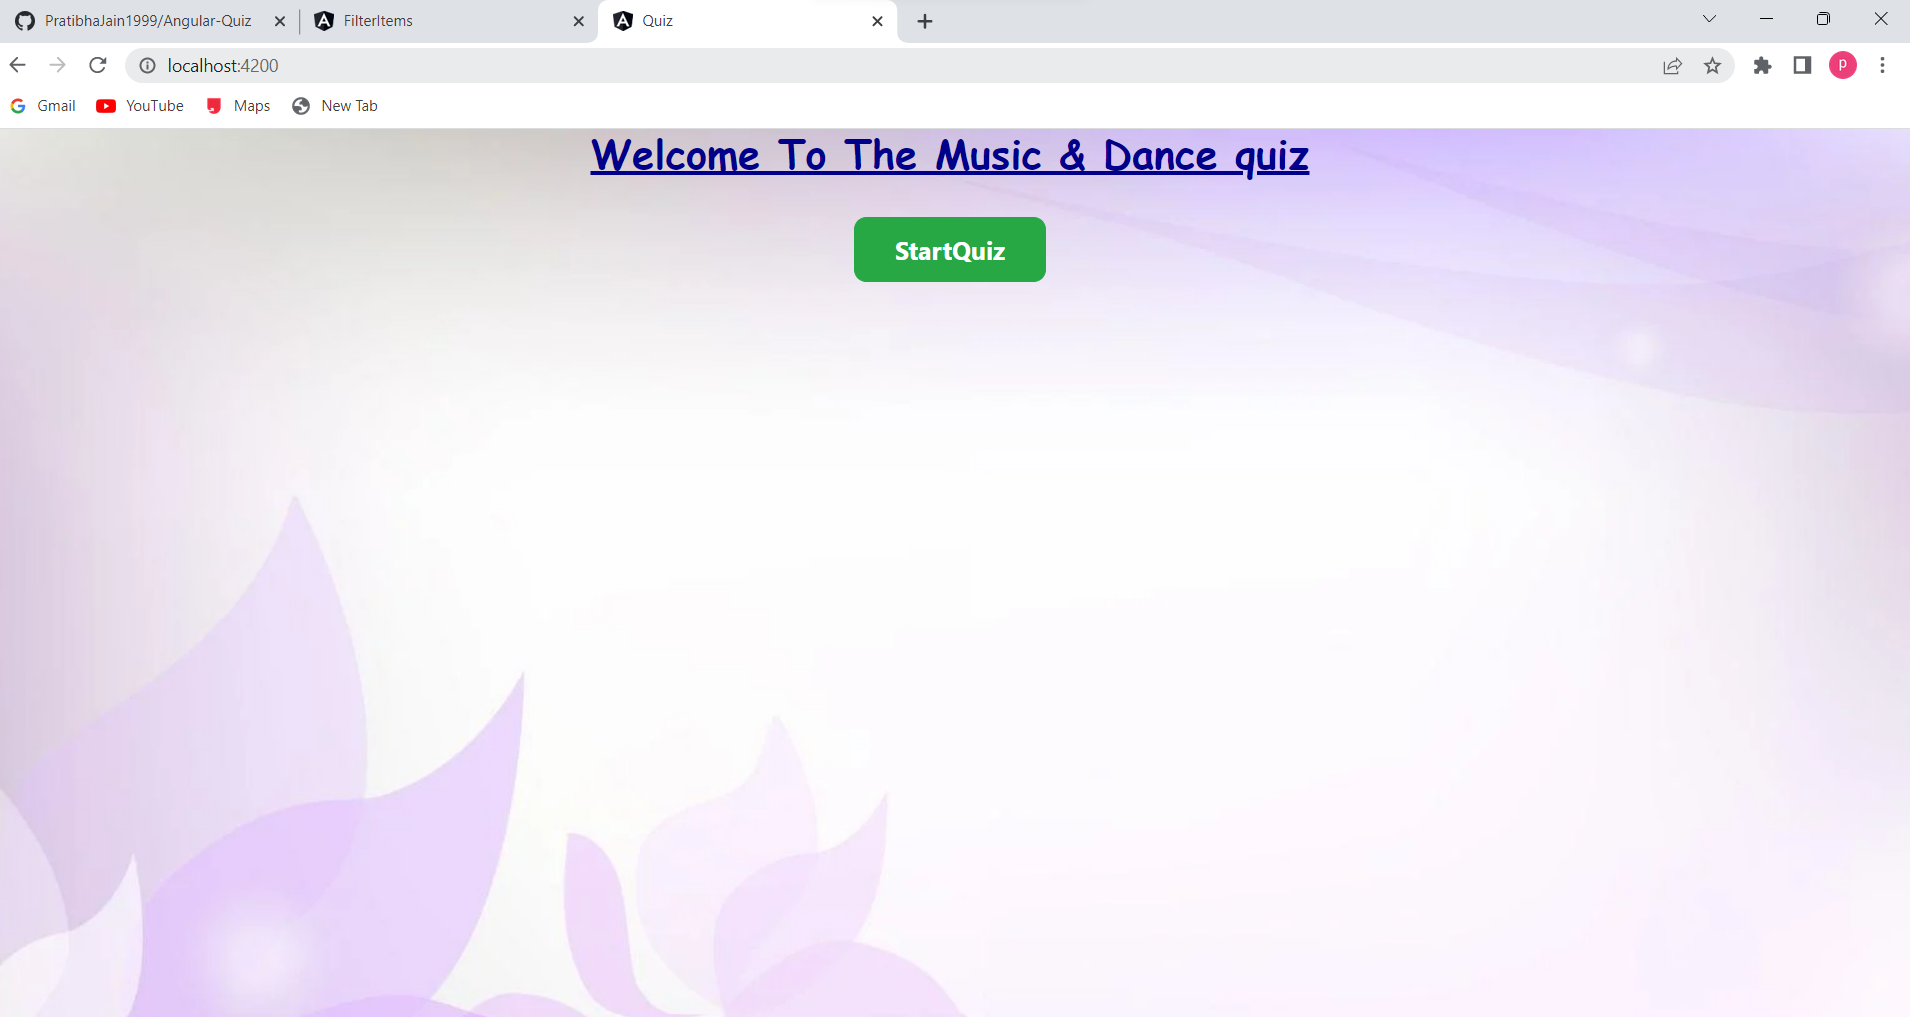 PratibhaJain1999/Angular-Quiz
FilterItems
Quiz
localhost:4200
P
Gmail
YouTube
Maps
New Tab
Welcome To The Music & Dance quiz
StartQuiz